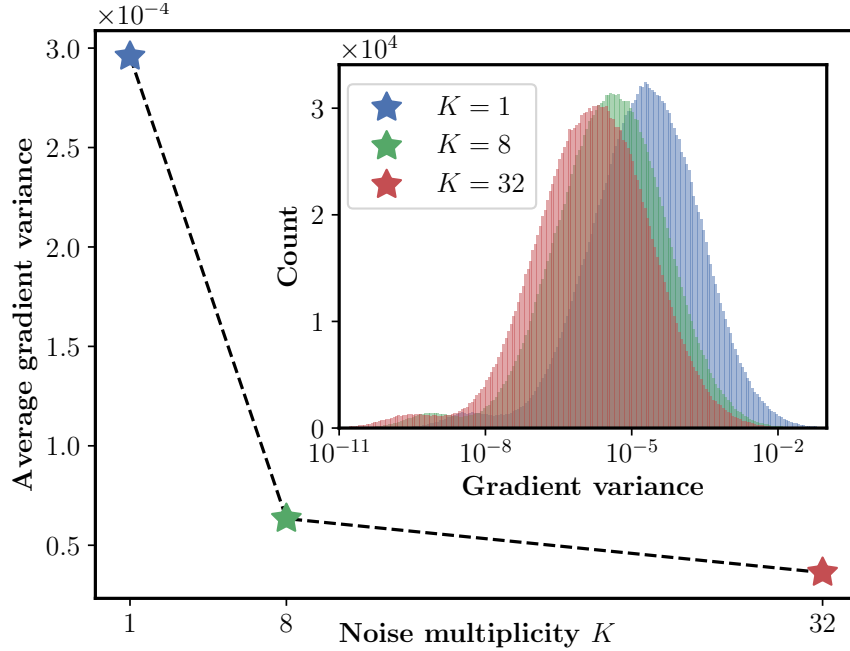 ×10⁻⁴
3.0
2.5
2.0
1.5
1.0
0.5
Average gradient variance
×10⁴
3
2
1
0
Count
K = 1
K = 8
K = 32
10⁻¹¹
10⁻⁸
10⁻⁵
10⁻²
Gradient variance
1
8
32
Noise multiplicity K